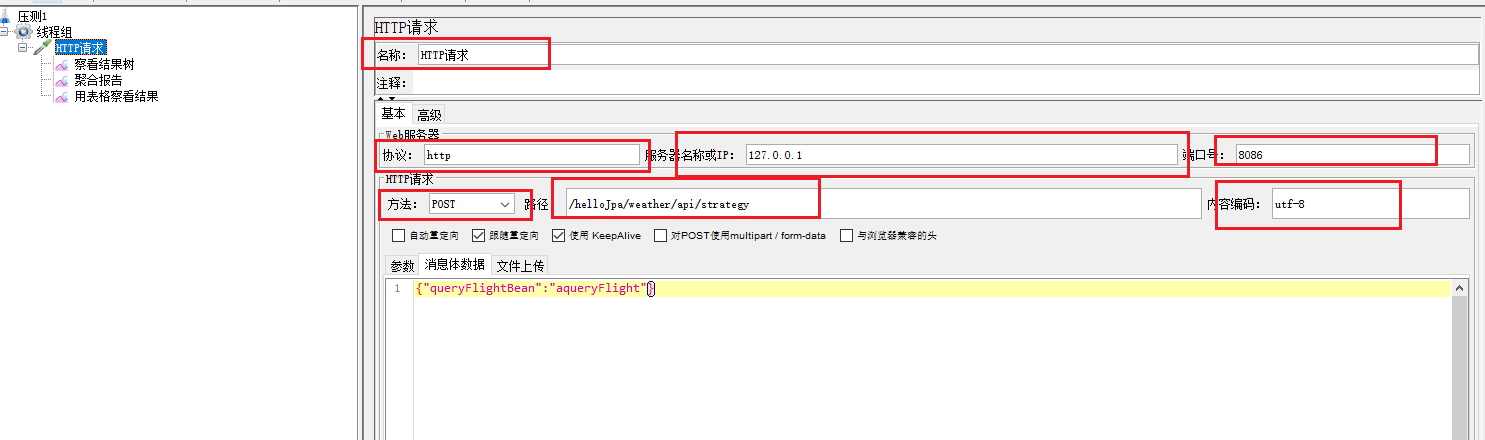 压测1
线程组
HTTP请求
察看结果树
聚合报告
用表格察看结果
HTTP请求
名称： HTTP请求
注释：
基本 高级
Web服务器
协议： http 服务器名称或IP： 127.0.0.1 端口号： 8086
HTTP请求
方法： POST 路径 /helloJpa/weather/api/strategy 内容编码： utf-8
自动重定向 跟随重定向 使用 KeepAlive 对POST使用multipart / form-data 与浏览器兼容的头
参数 消息体数据 文件上传
1 {"queryFlightBean":"aqueryFlight"}